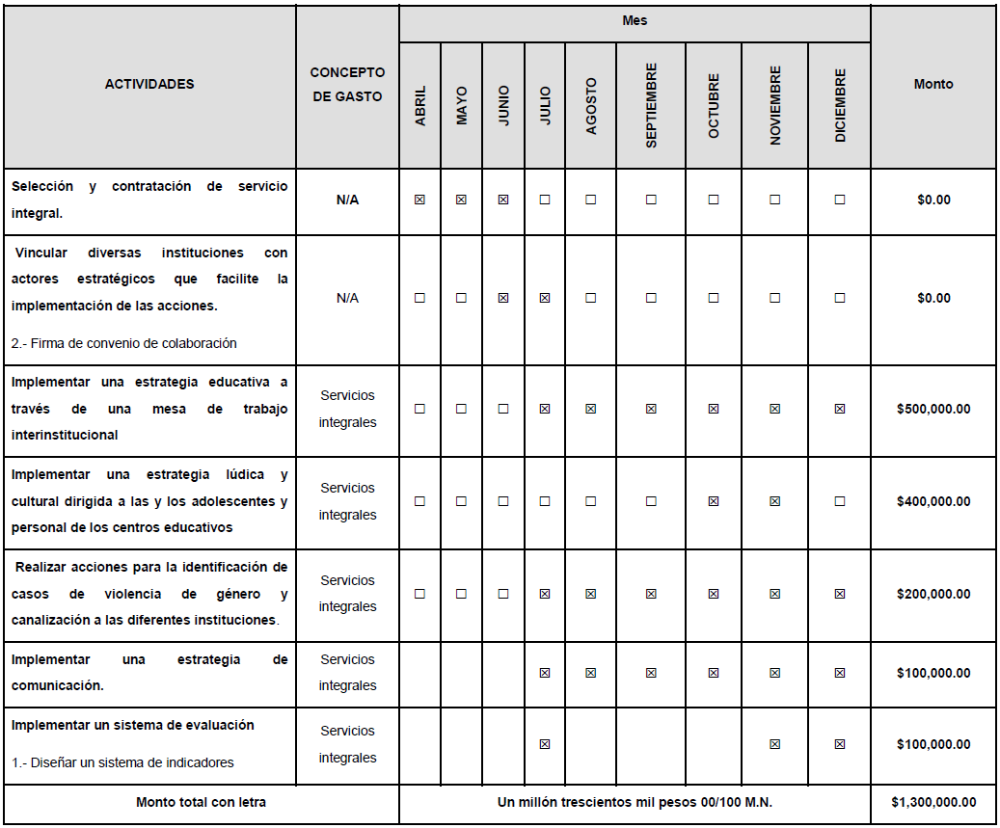 Mes
ACTIVIDADES
CONCEPTO
DE GASTO
ABRIL
MAYO
JUNIO
JULIO
AGOSTO
SEPTIEMBRE
OCTUBRE
NOVIEMBRE
DICIEMBRE
Monto
Selección y contratación de servicio
integral.
N/A
☒ ☒ ☒ ☐ ☐ ☐ ☐ ☐ ☐
$0.00
Vincular diversas instituciones con
actores estratégicos que facilite la
implementación de las acciones.
2.- Firma de convenio de colaboración
N/A
☐ ☐ ☒ ☒ ☐ ☐ ☐ ☐ ☐
$0.00
Implementar una estrategia educativa a
través de una mesa de trabajo
interinstitucional
Servicios
integrales
☐ ☐ ☐ ☒ ☒ ☒ ☒ ☒ ☒
$500,000.00
Implementar una estrategia lúdica y
cultural dirigida a las y los adolescentes y
personal de los centros educativos
Servicios
integrales
☐ ☐ ☐ ☐ ☐ ☐ ☒ ☒ ☐
$400,000.00
Realizar acciones para la identificación de
casos de violencia de género y
canalización a las diferentes instituciones.
Servicios
integrales
☐ ☐ ☐ ☒ ☒ ☒ ☒ ☒ ☒
$200,000.00
Implementar una estrategia de
comunicación.
Servicios
integrales
☒ ☒ ☒ ☒ ☒ ☒
$100,000.00
Implementar un sistema de evaluación
1.- Diseñar un sistema de indicadores
Servicios
integrales
☒ ☒ ☒
$100,000.00
Monto total con letra
Un millón trescientos mil pesos 00/100 M.N.
$1,300,000.00